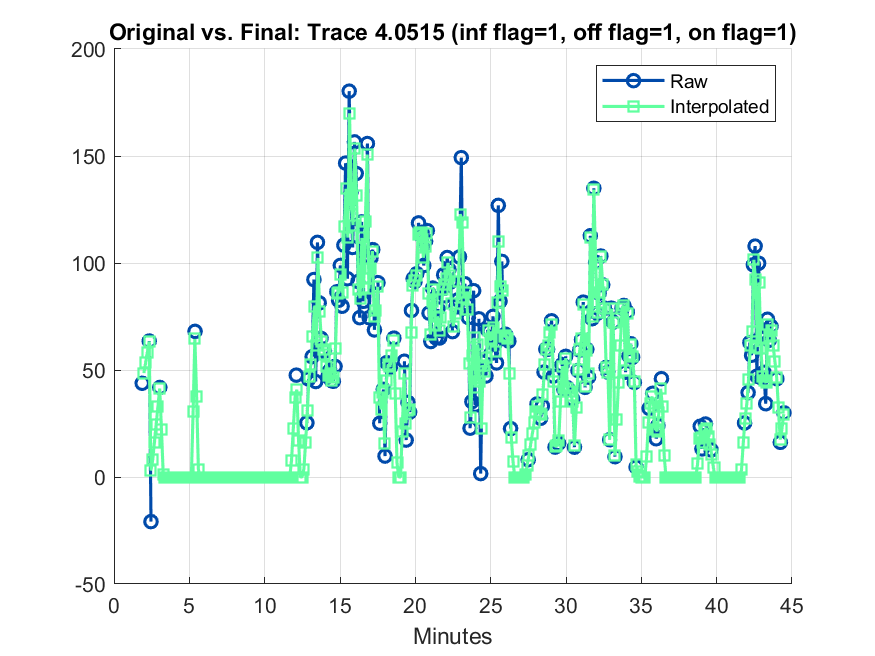 Original vs. Final: Trace 4.0515 (inf flag=1, off flag=1, on flag=1)
200
150
100
50
0
-50
Raw
Interpolated
0 5 10 15 20 25 30 35 40 45
Minutes